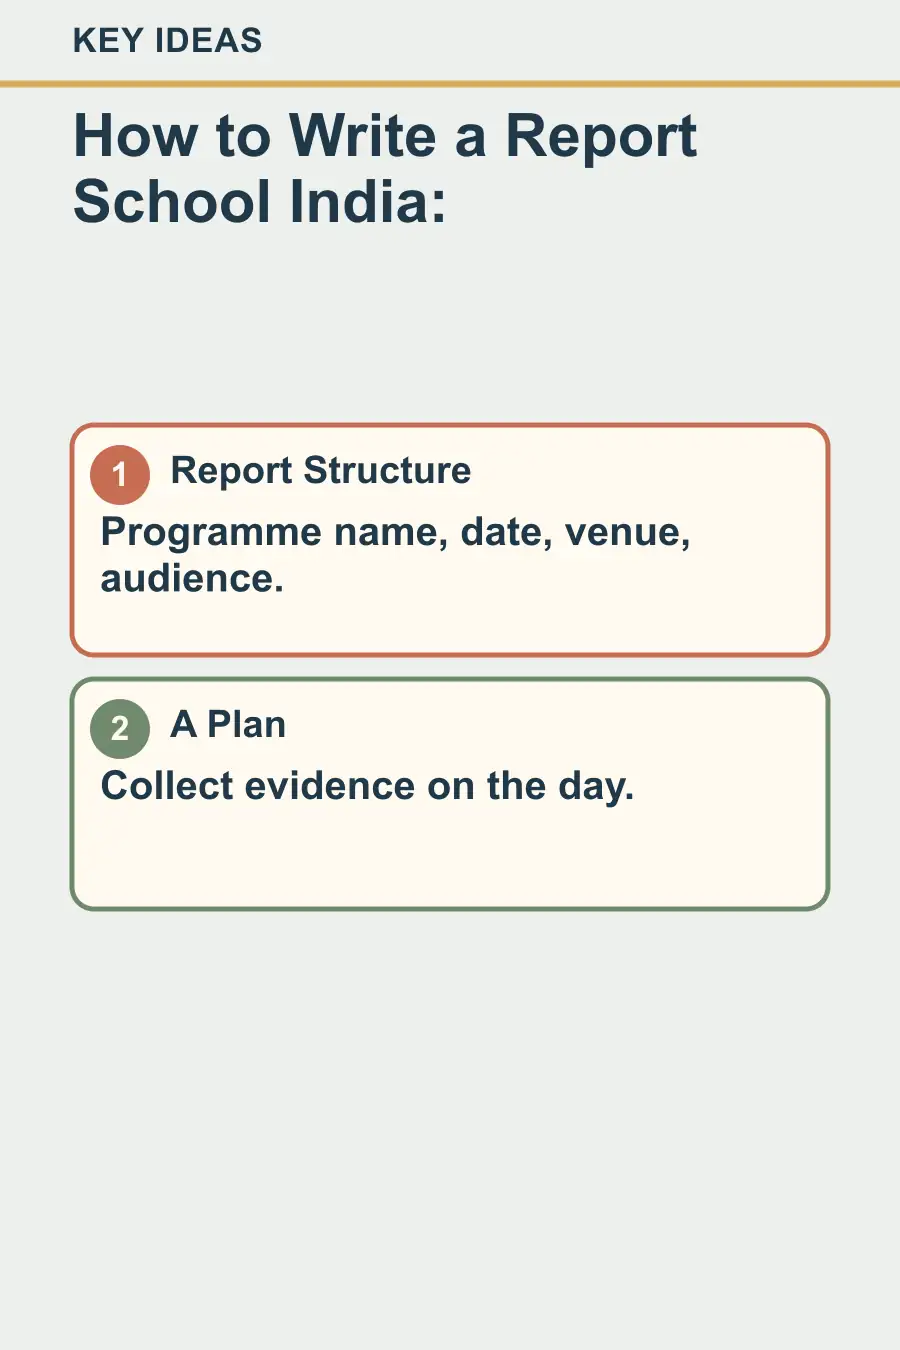 KEY IDEAS
How to Write a Report
School India:
1 Report Structure
Programme name, date, venue,
audience.
2 A Plan
Collect evidence on the day.